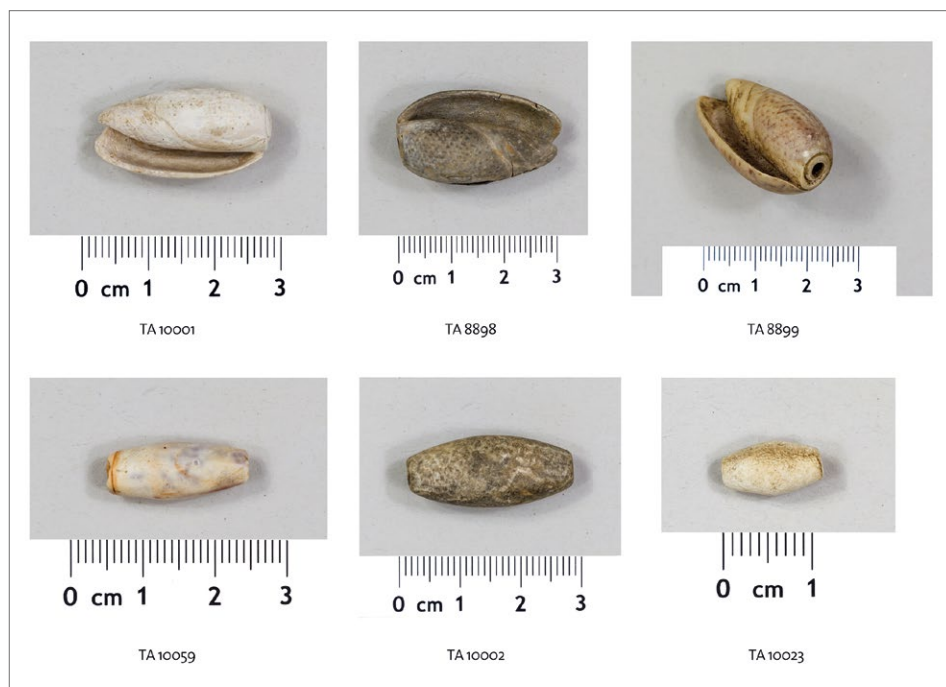 0 cm 1 2 3
0 cm 1 2 3
0 cm 1 2 3
TA 10001
TA 8898
TA 8899
0 cm 1 2 3
0 cm 1 2 3
0 cm 1
TA 10059
TA 10002
TA 10023